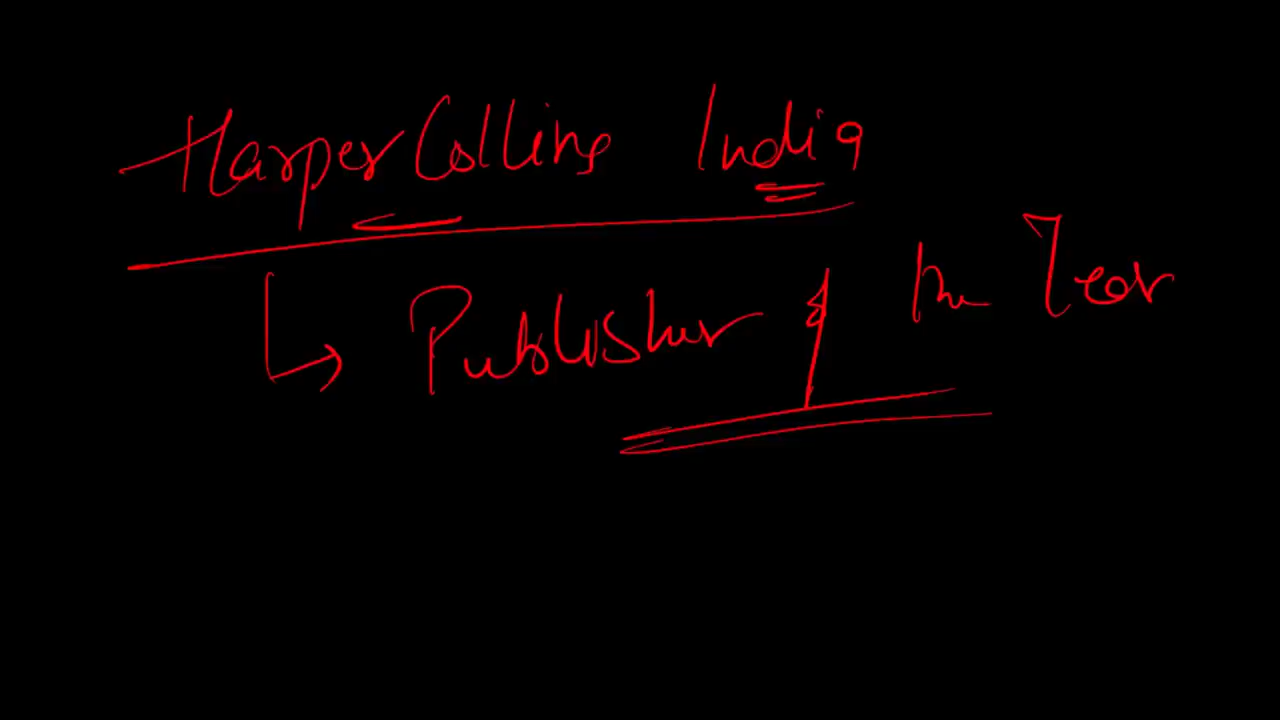 HarperCollins India
↳ Publisher of the Year